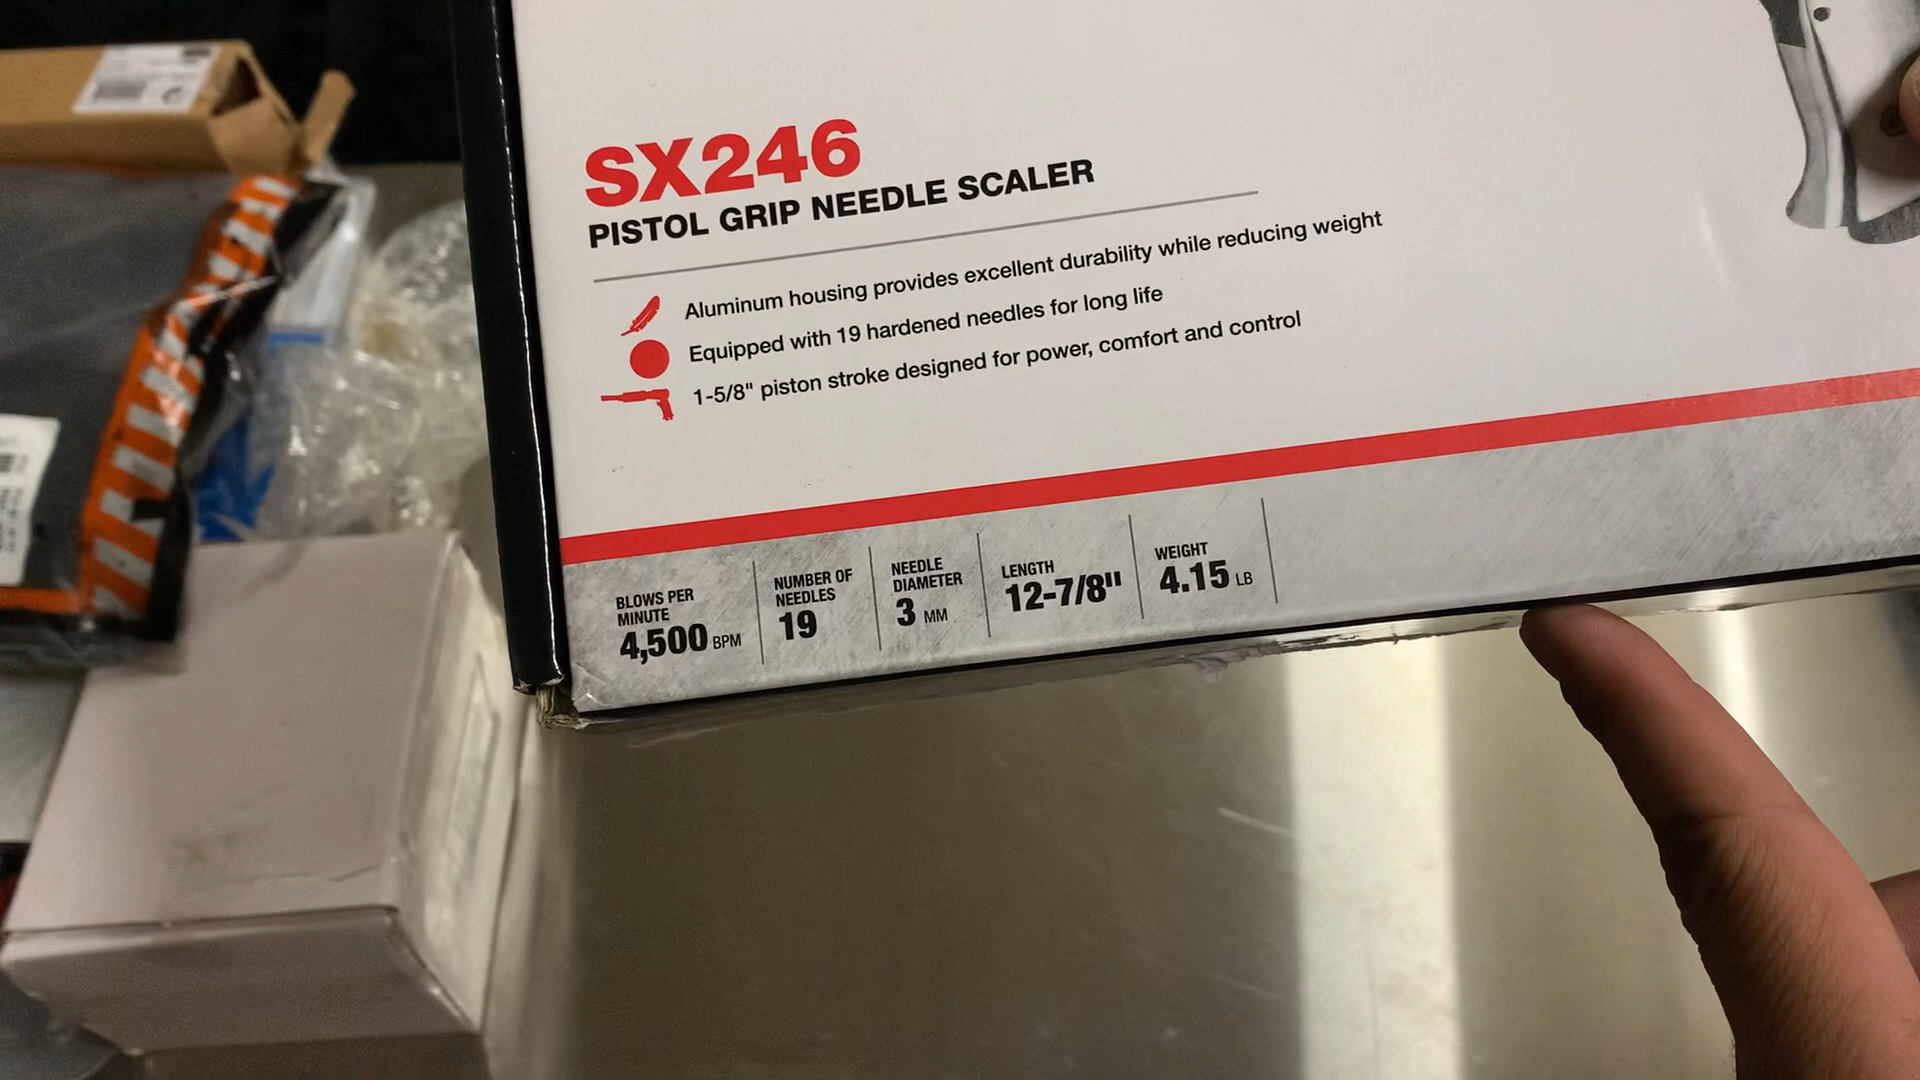 SX246
PISTOL GRIP NEEDLE SCALER
Aluminum housing provides excellent durability while reducing weight
Equipped with 19 hardened needles for long life
1-5/8" piston stroke designed for power, comfort and control
BLOWS PER
MINUTE
4,500 BPM
NUMBER OF
NEEDLES
19
NEEDLE
DIAMETER
3 MM
LENGTH
12-7/8"
WEIGHT
4.15 LB